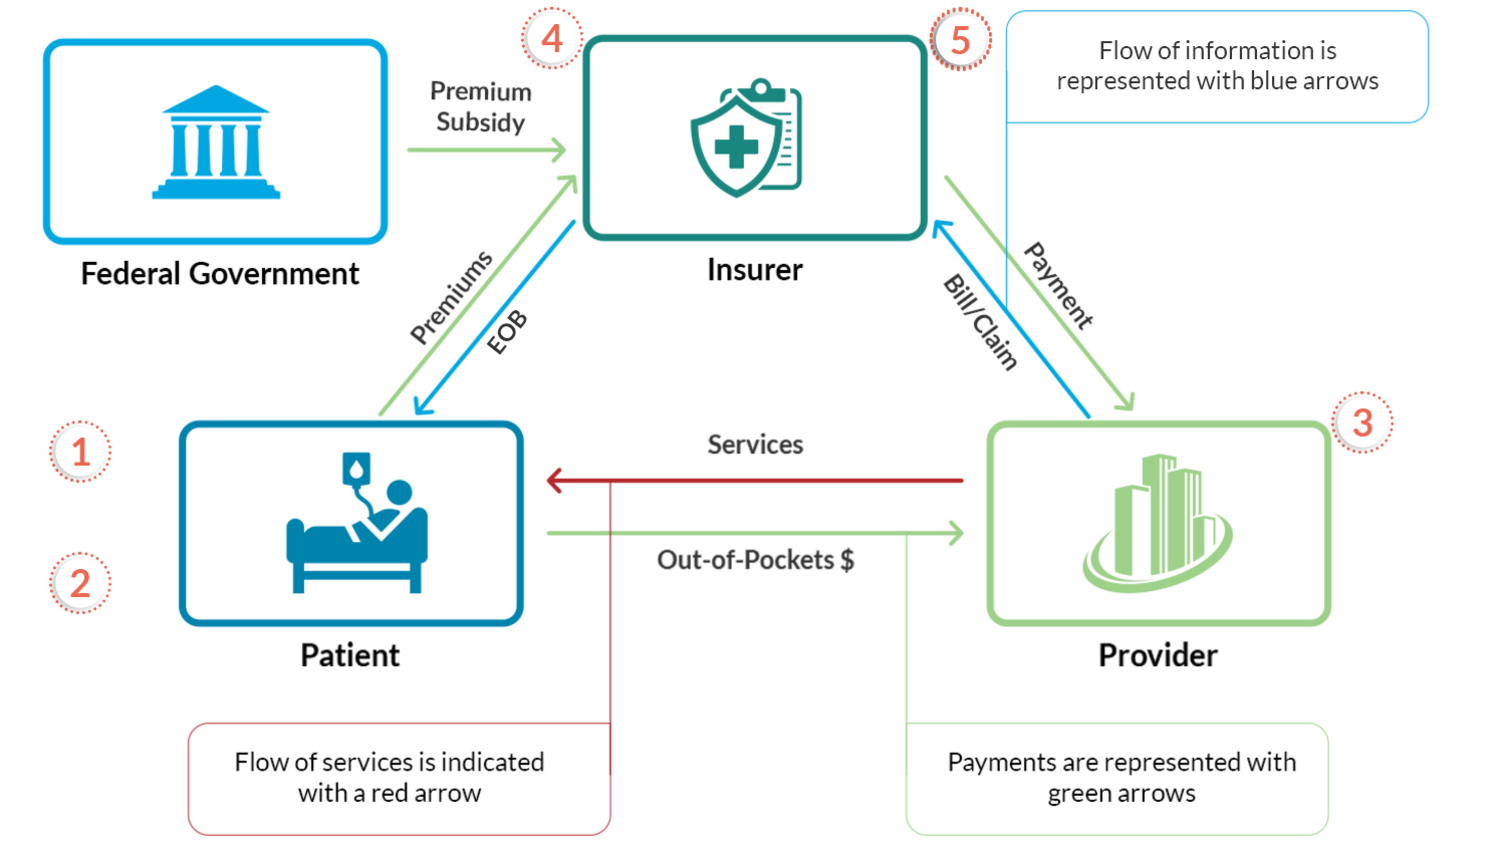 4
5
Flow of information is
represented with blue arrows
Premium
Subsidy
Federal Government
Insurer
Premiums
EOB
Payment
Bill/Claim
1
2
3
Services
Out-of-Pockets $
Patient
Provider
Flow of services is indicated
with a red arrow
Payments are represented with
green arrows